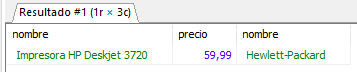 Resultado #1 (1r × 3c)
nombre precio nombre
Impresora HP Deskjet 3720 59,99 Hewlett-Packard